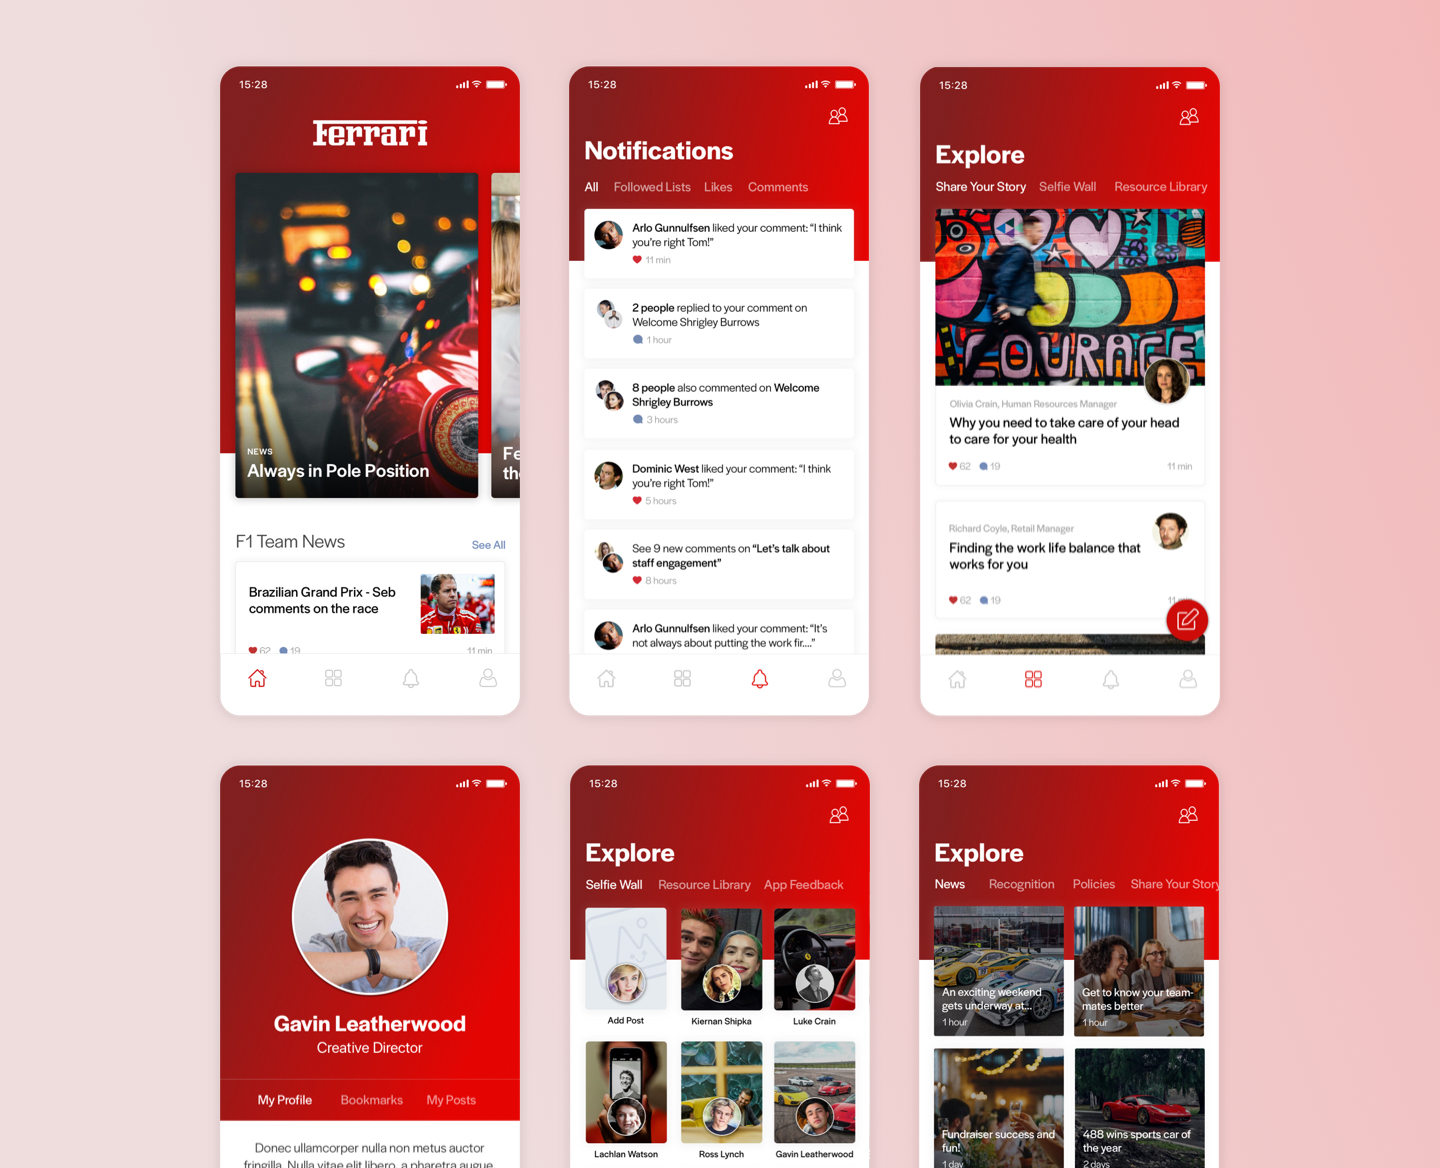 15:28
Ferrari
NEWS
Always in Pole Position
Fe
the
F1 Team News
See All
Brazilian Grand Prix - Seb
comments on the race
62
19
11 min
15:28
Notifications
All
Followed Lists
Likes
Comments
Arlo Gunnulfsen liked your comment: “I think
you’re right Tom!”
11 min
2 people replied to your comment on
Welcome Shrigley Burrows
1 hour
8 people also commented on Welcome
Shrigley Burrows
3 hours
Dominic West liked your comment: “I think
you’re right Tom!”
5 hours
See 9 new comments on “Let’s talk about
staff engagement”
8 hours
Arlo Gunnulfsen liked your comment: “It’s
not always about putting the work fir....”
15:28
Explore
Share Your Story
Selfie Wall
Resource Library
COURAGE
Olivia Crain, Human Resources Manager
Why you need to take care of your head
to care for your health
62
19
11 min
Richard Coyle, Retail Manager
Finding the work life balance that
works for you
62
19
15:28
Gavin Leatherwood
Creative Director
My Profile
Bookmarks
My Posts
Donec ullamcorper nulla non metus auctor
fringilla. Nulla vitae elit libero, a pharetra augue.
15:28
Explore
Selfie Wall
Resource Library
App Feedback
Add Post
Kiernan Shipka
Luke Crain
Lachlan Watson
Ross Lynch
Gavin Leatherwood
15:28
Explore
News
Recognition
Policies
Share Your Story
An exciting weekend
gets underway at...
1 hour
Get to know your team-
mates better
1 hour
Fundraiser success and
fun!
1 day
488 wins sports car of
the year
2 days